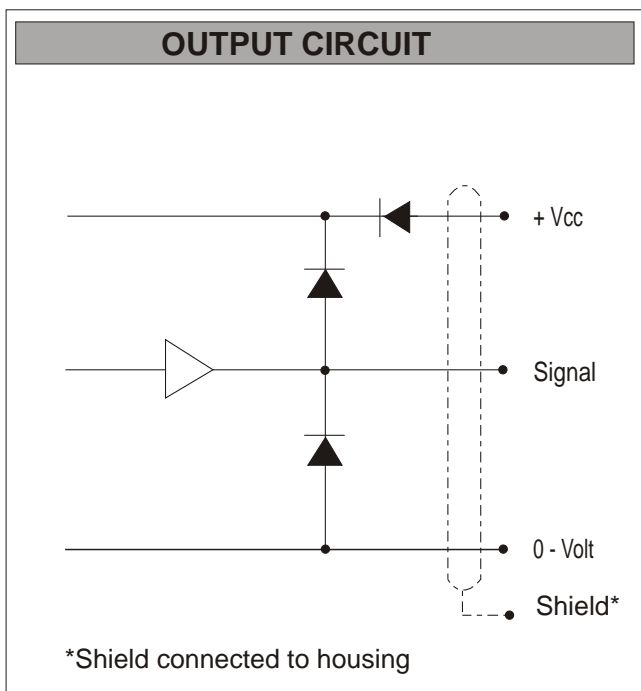 OUTPUT CIRCUIT
+ Vcc
Signal
0 - Volt
Shield*
*Shield connected to housing